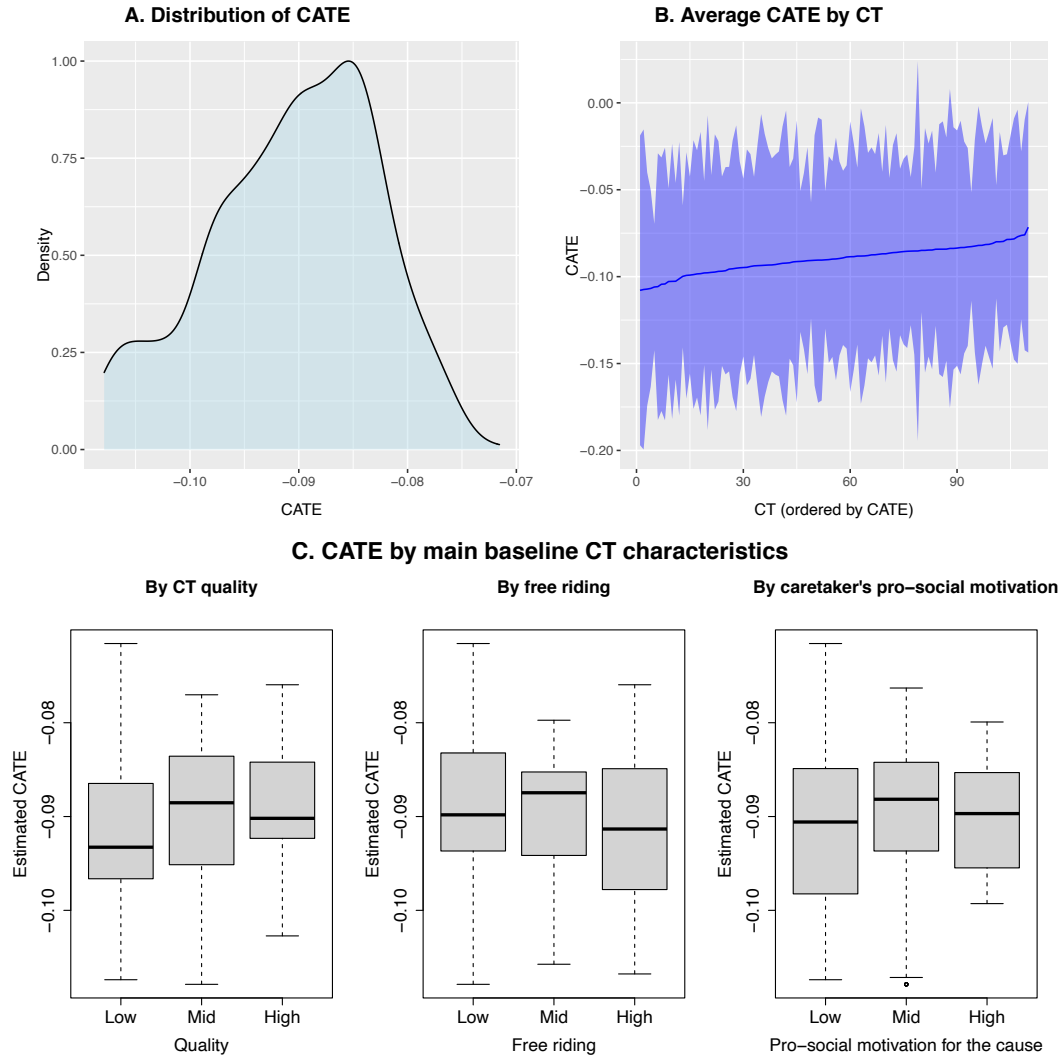 A. Distribution of CATE
B. Average CATE by CT
1.00
0.75
0.50
0.25
0.00
Density
−0.10
−0.09
−0.08
−0.07
CATE
0.00
−0.05
−0.10
−0.15
−0.20
CATE
0
30
60
90
CT (ordered by CATE)
C. CATE by main baseline CT characteristics
By CT quality
−0.08
−0.09
−0.10
Estimated CATE
Low
Mid
High
Quality
By free riding
−0.08
−0.09
−0.10
Estimated CATE
Low
Mid
High
Free riding
By caretaker's pro−social motivation
−0.08
−0.09
−0.10
Estimated CATE
Low
Mid
High
Pro−social motivation for the cause